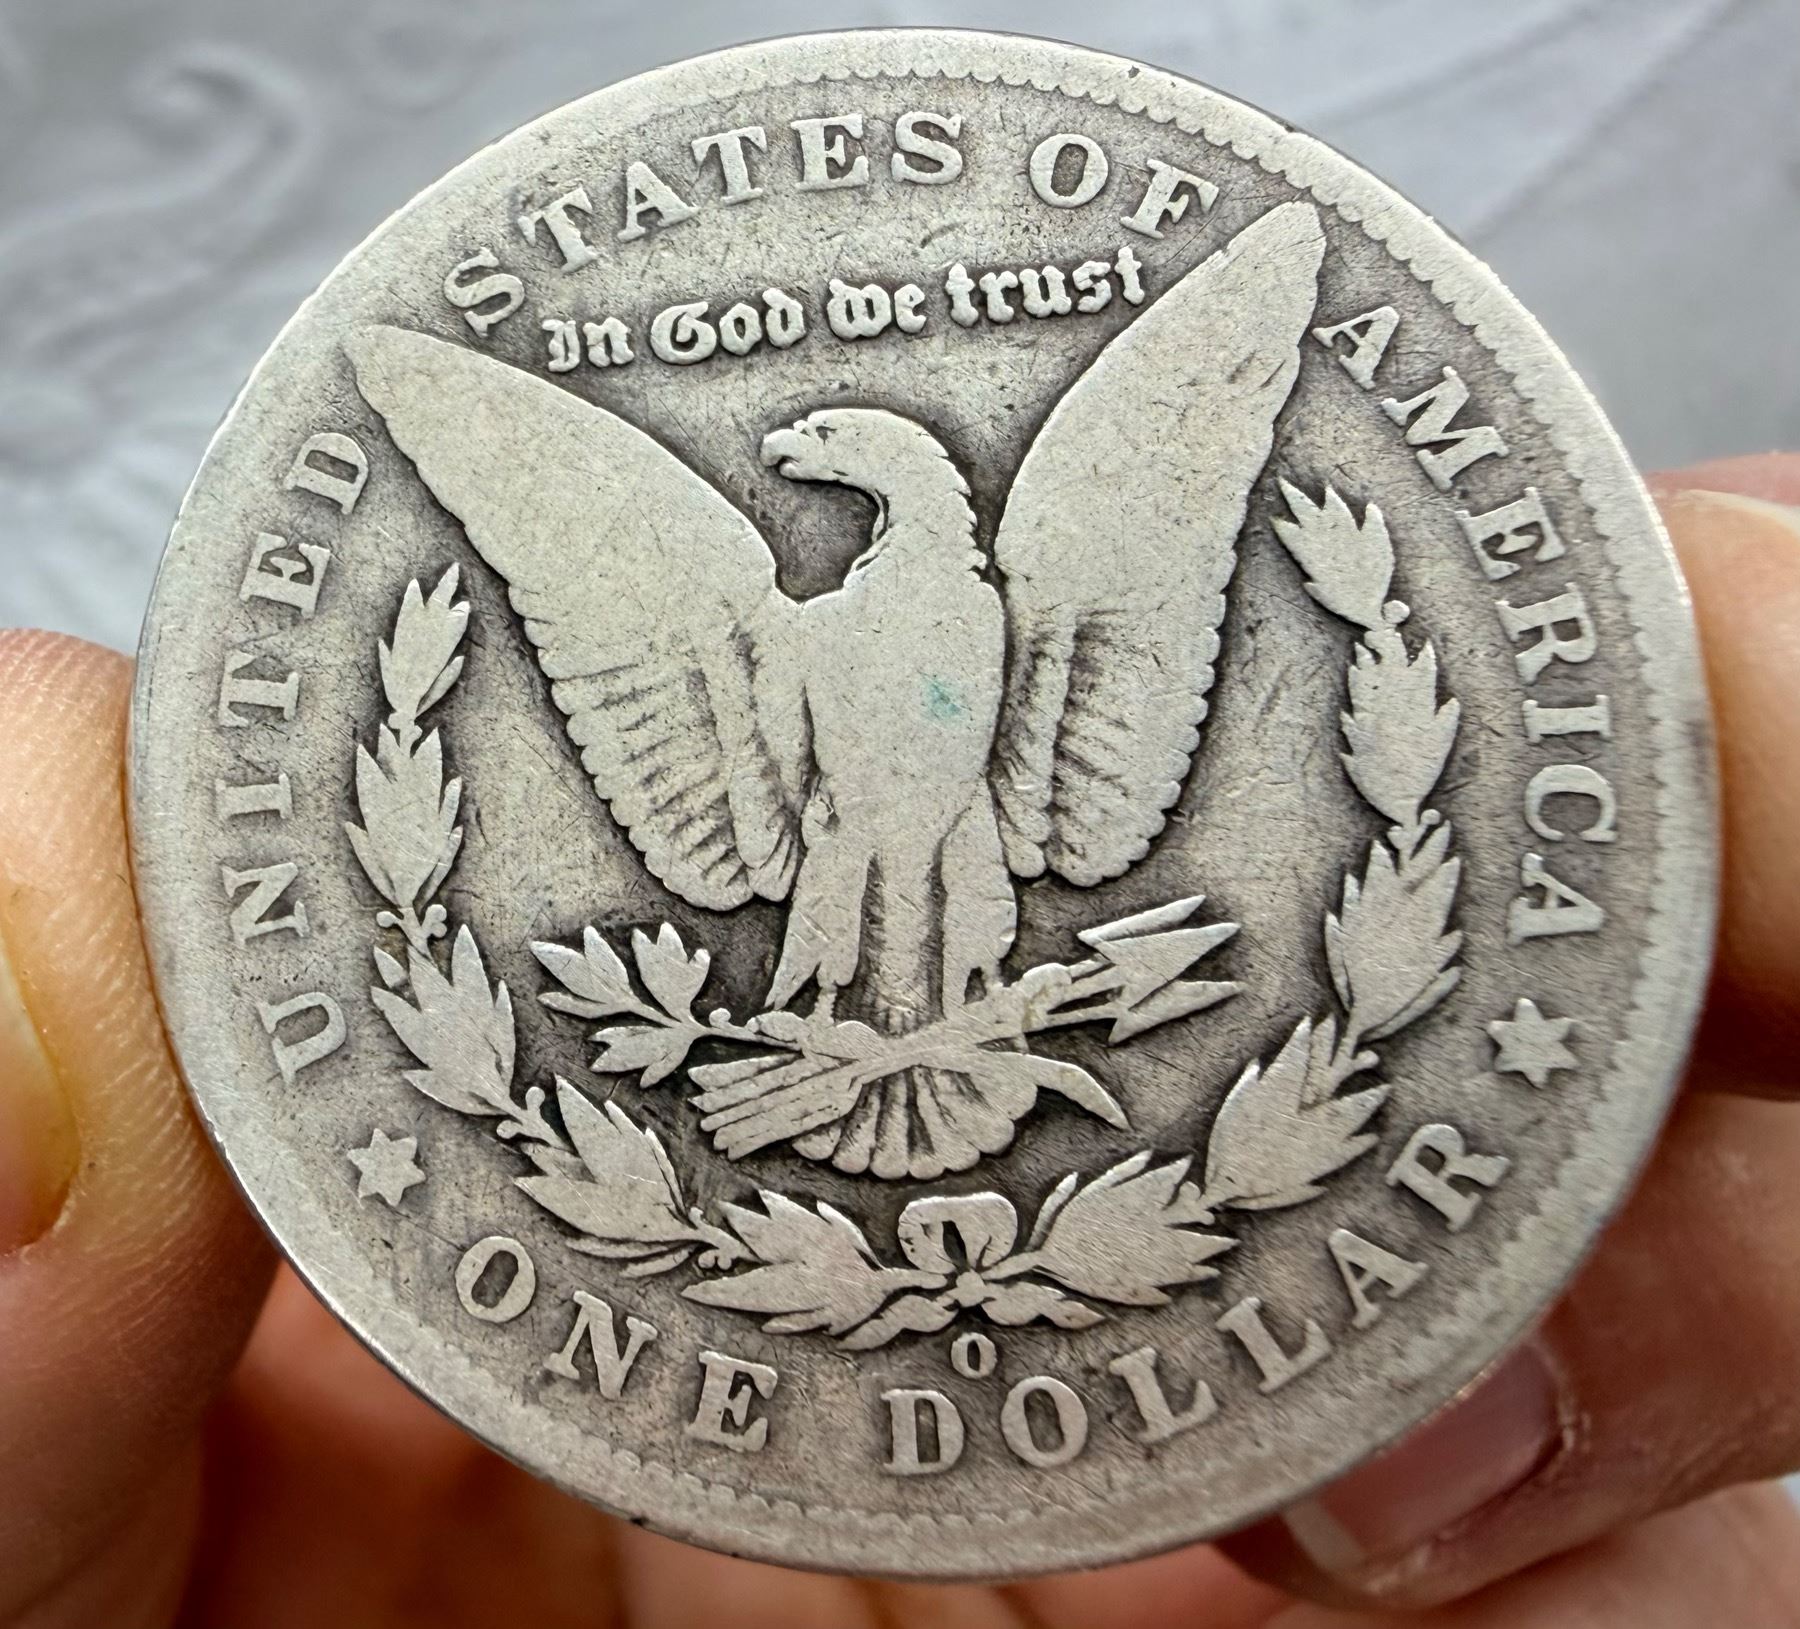 UNITED STATES OF AMERICA
In God we trust
O
ONE DOLLAR